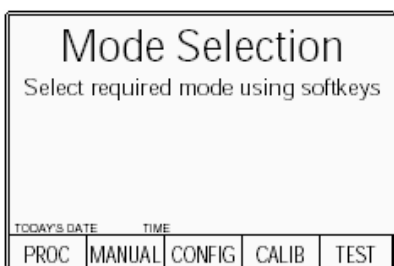 Mode Selection
Select required mode using softkeys
TODAY'S DATE TIME
PROC MANUAL CONFIG CALIB TEST